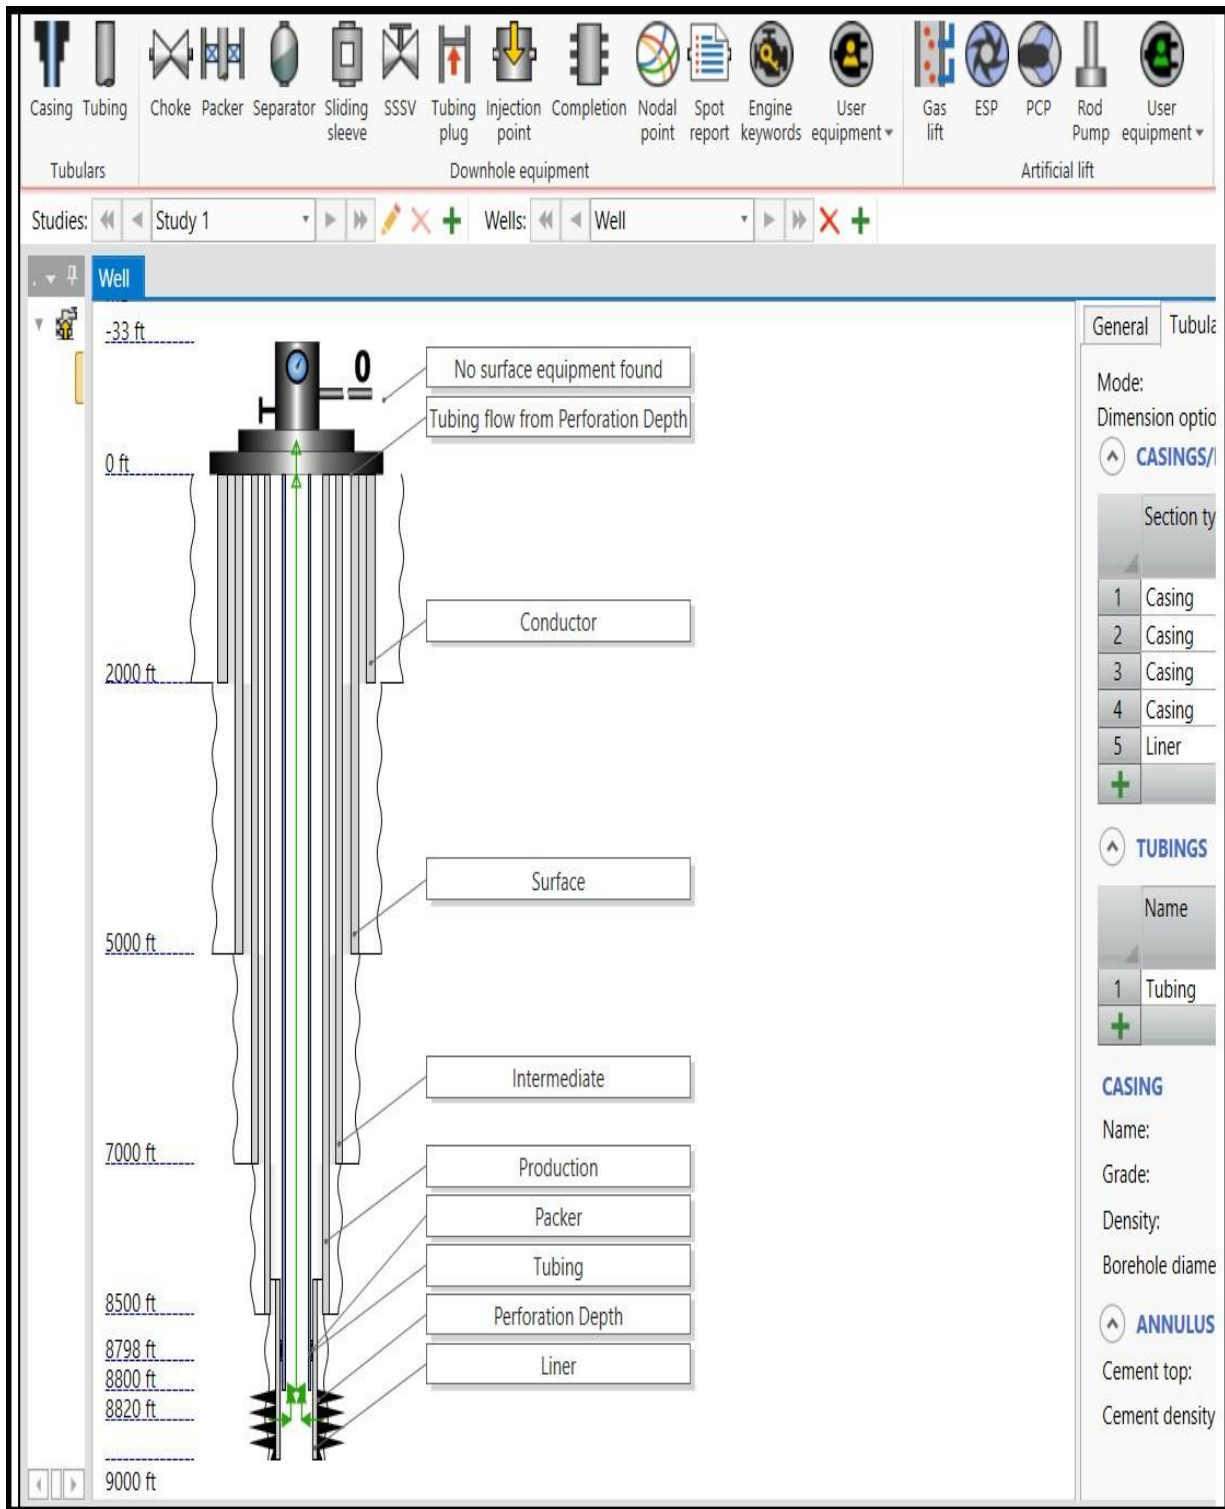 Casing Tubing Choke Packer Separator Sliding sleeve SSSV Tubing plug Injection point Completion Nodal point Spot report Engine keywords User equipment Gas lift ESP PCP Rod Pump User equipment
Tubulars Downhole equipment Artificial lift
Studies: Study 1 Wells: Well
Well
General Tubula
-33 ft
No surface equipment found
Mode:
Tubing flow from Perforation Depth
Dimension optio
0 ft
CASINGS/
Section ty
1 Casing
Conductor
2 Casing
2000 ft
3 Casing
4 Casing
5 Liner
TUBINGS
Surface
Name
5000 ft
1 Tubing
Intermediate
CASING
Name:
7000 ft
Production
Grade:
Packer
Density:
Tubing
Borehole diame
8500 ft
Perforation Depth
ANNULUS
8798 ft
Liner
Cement top:
8800 ft
8820 ft
Cement density
9000 ft